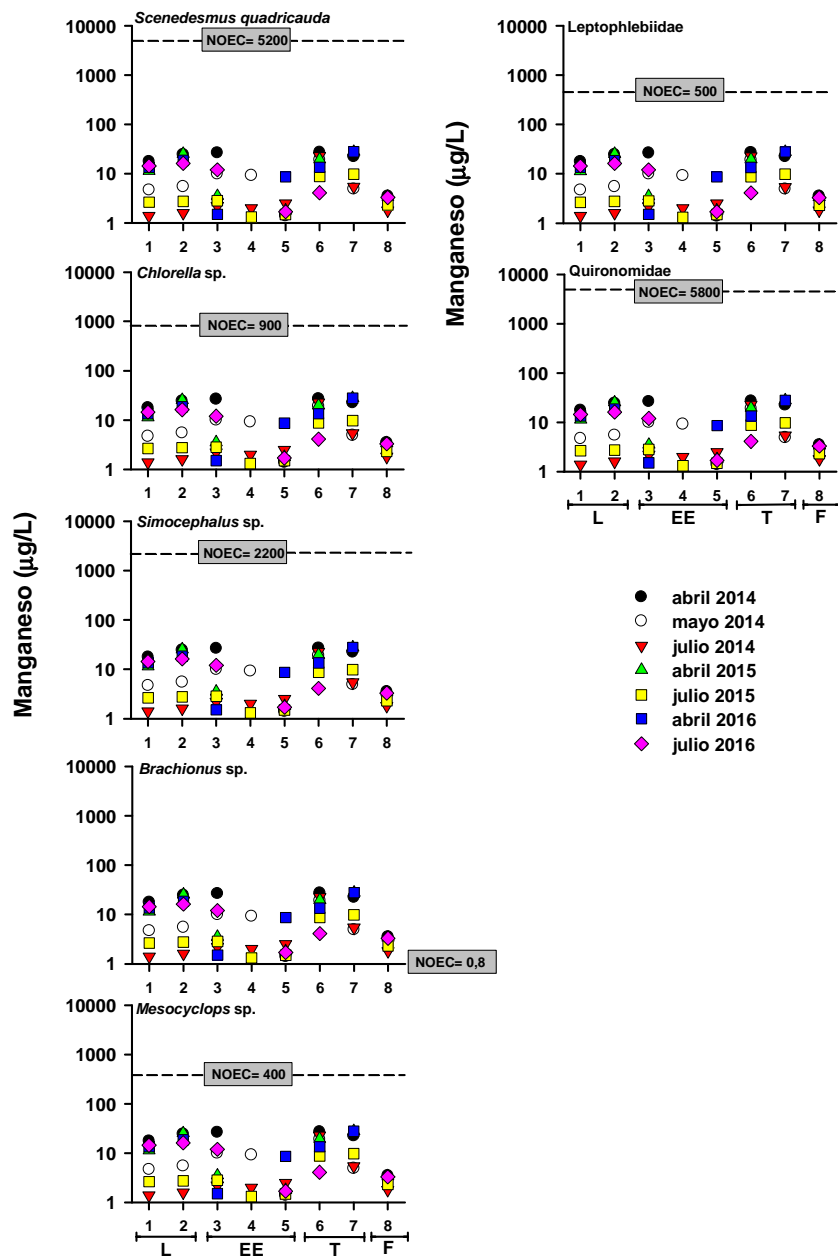 Scenedesmus quadricauda
10000
NOEC= 5200
1000
100
10
1
1 2 3 4 5 6 7 8
Chlorella sp.
10000
1000
NOEC= 900
100
10
1
1 2 3 4 5 6 7 8
Simocephalus sp.
10000
NOEC= 2200
1000
100
10
1
1 2 3 4 5 6 7 8
Brachionus sp.
10000
1000
100
10
1
NOEC= 0,8
1 2 3 4 5 6 7 8
Mesocyclops sp.
10000
1000
NOEC= 400
100
10
1
1 2 3 4 5 6 7 8
L EE T F
Manganeso (μg/L)
Leptophlebiidae
10000
1000
NOEC= 500
100
10
1
1 2 3 4 5 6 7 8
Quironomidae
10000
NOEC= 5800
1000
100
10
1
1 2 3 4 5 6 7 8
L EE T F
Manganeso (μg/L)
abril 2014
mayo 2014
julio 2014
abril 2015
julio 2015
abril 2016
julio 2016